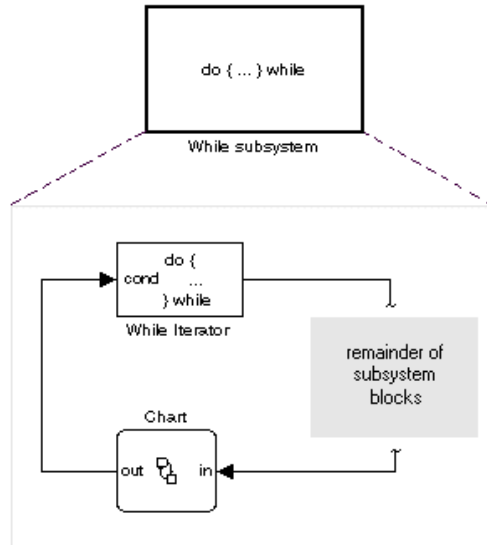 do { ... } while
While subsystem
do {
cond ...
} while
While Iterator
remainder of
subsystem
blocks
Chart
out in